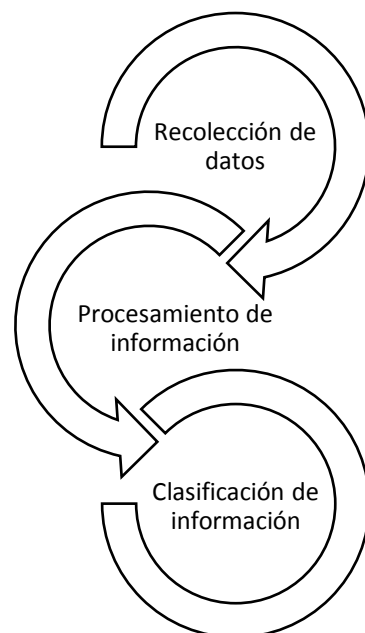 Recolección de
datos
Procesamiento de
información
Clasificación de
información